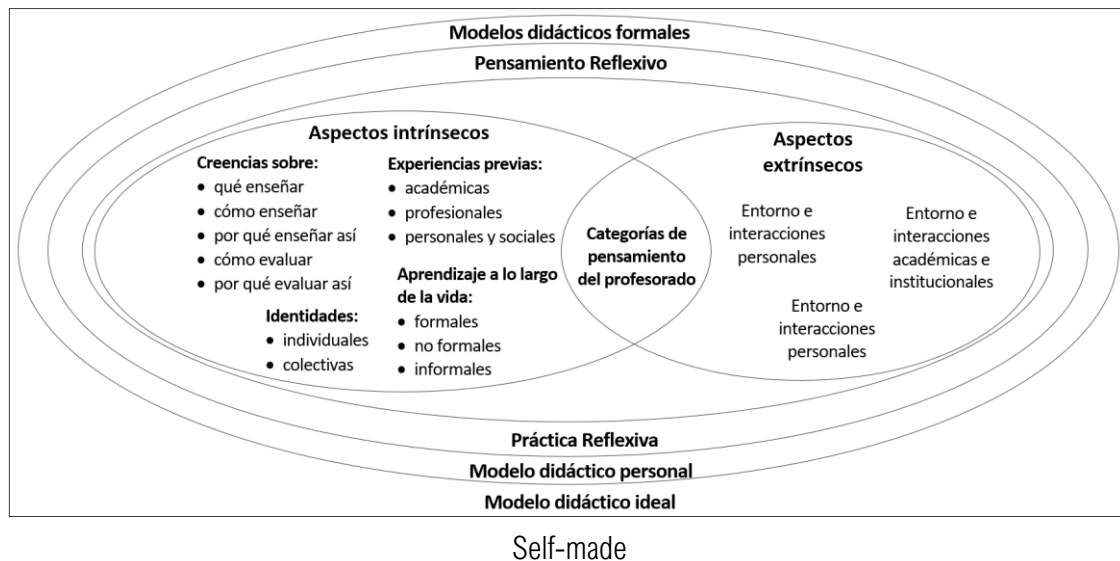 Modelos didácticos formales
Pensamiento Reflexivo
Aspectos intrínsecos
Creencias sobre:
• qué enseñar
• cómo enseñar
• por qué enseñar así
• cómo evaluar
• por qué evaluar así
Identidades:
• individuales
• colectivas
Experiencias previas:
• académicas
• profesionales
• personales y sociales
Aprendizaje a lo largo
de la vida:
• formales
• no formales
• informales
Categorías de
pensamiento
del profesorado
Aspectos
extrínsecos
Entorno e
interacciones
personales
Entorno e
interacciones
académicas e
institucionales
Entorno e
interacciones
personales
Práctica Reflexiva
Modelo didáctico personal
Modelo didáctico ideal
Self-made